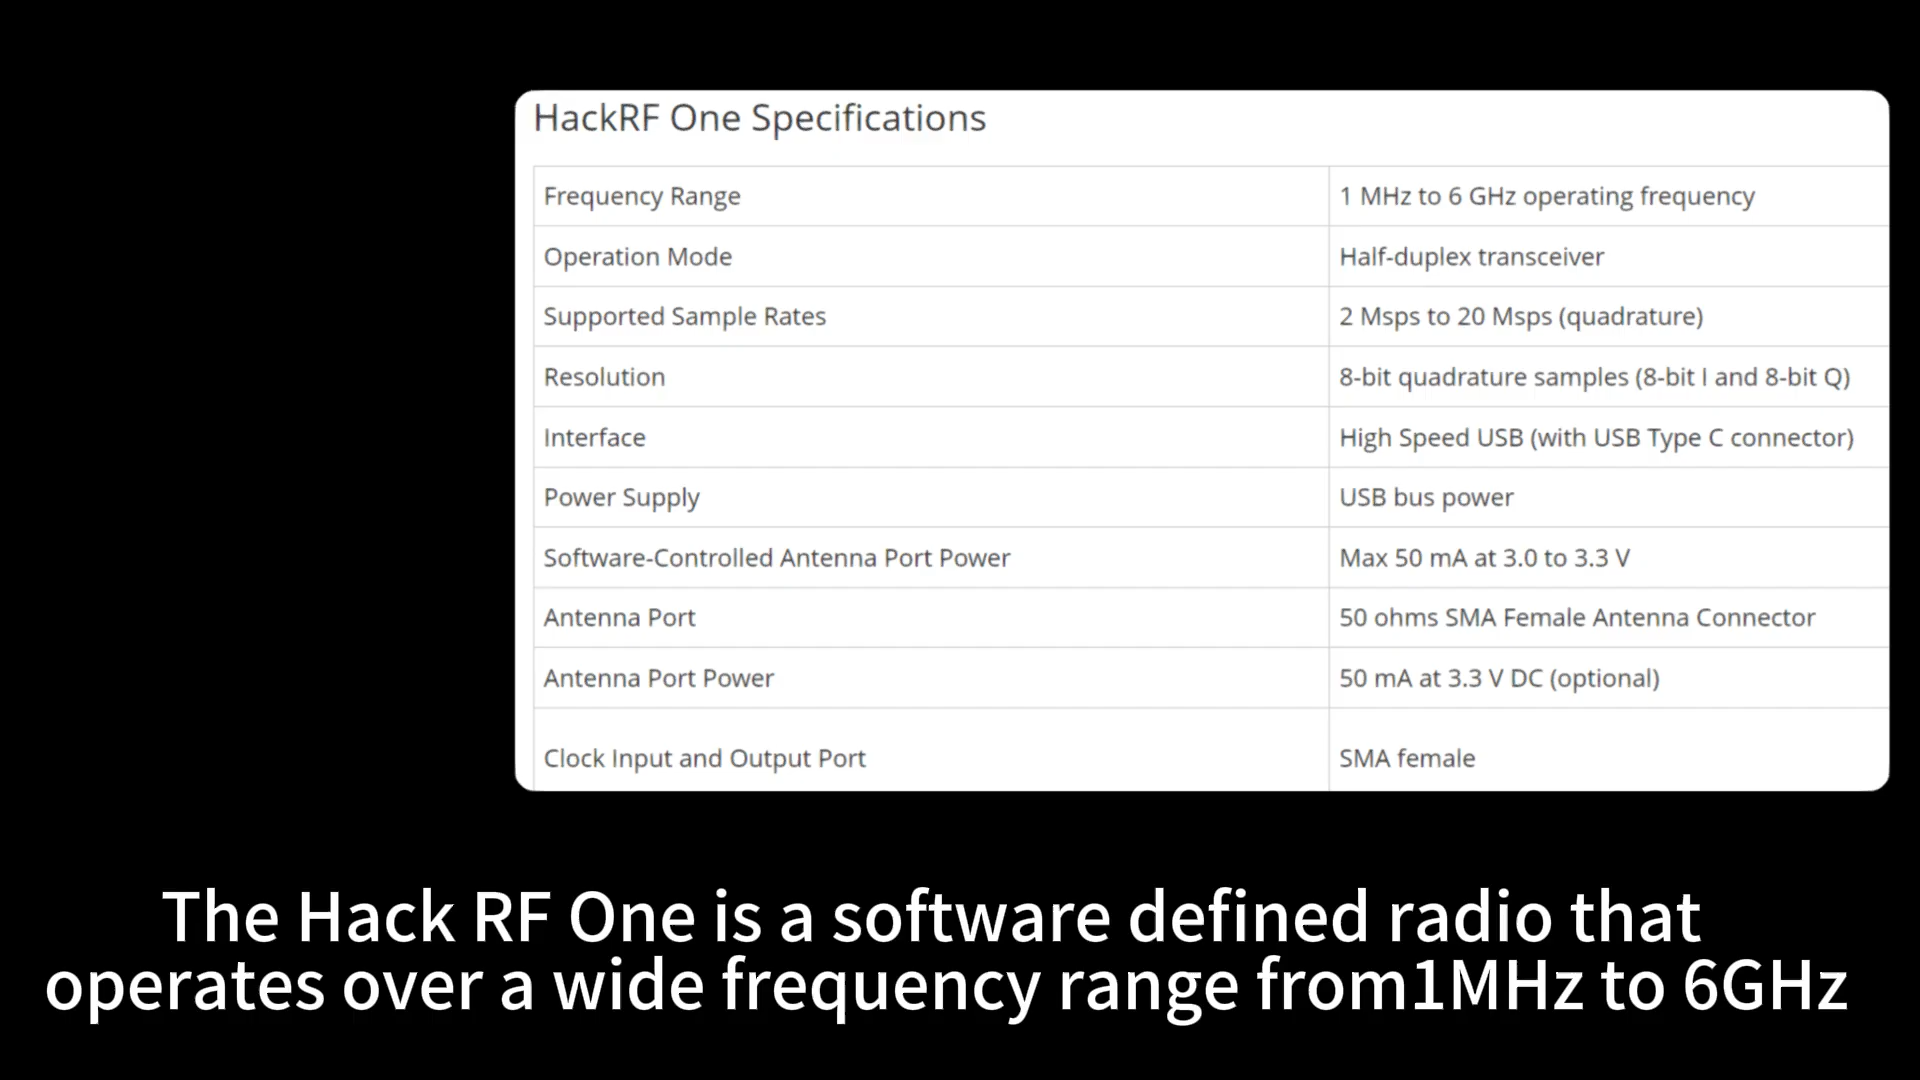 HackRF One Specifications
Frequency Range 1 MHz to 6 GHz operating frequency
Operation Mode Half-duplex transceiver
Supported Sample Rates 2 Msps to 20 Msps (quadrature)
Resolution 8-bit quadrature samples (8-bit I and 8-bit Q)
Interface High Speed USB (with USB Type C connector)
Power Supply USB bus power
Software-Controlled Antenna Port Power Max 50 mA at 3.0 to 3.3 V
Antenna Port 50 ohms SMA Female Antenna Connector
Antenna Port Power 50 mA at 3.3 V DC (optional)
Clock Input and Output Port SMA female
The Hack RF One is a software defined radio that
operates over a wide frequency range from1MHz to 6GHz